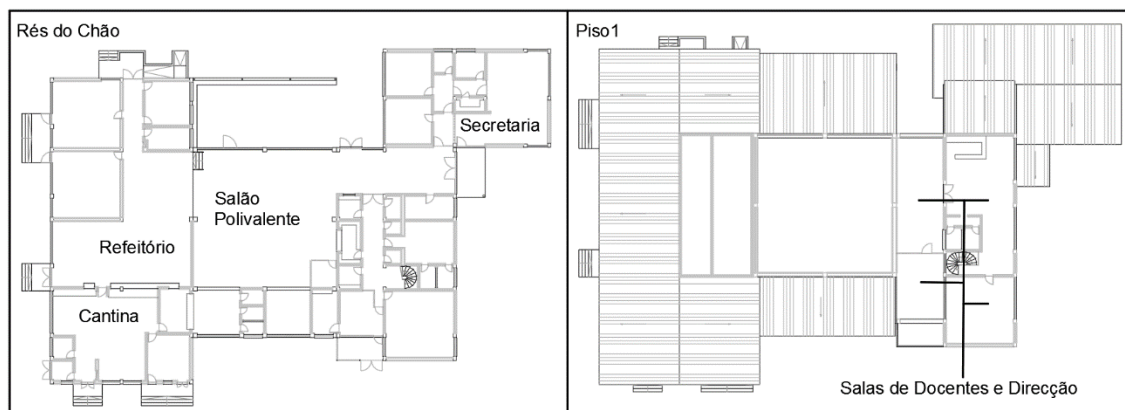 Rés do Chão
Secretaria
Salão
Polivalente
Refeitório
Cantina
Piso1
Salas de Docentes e Direcção